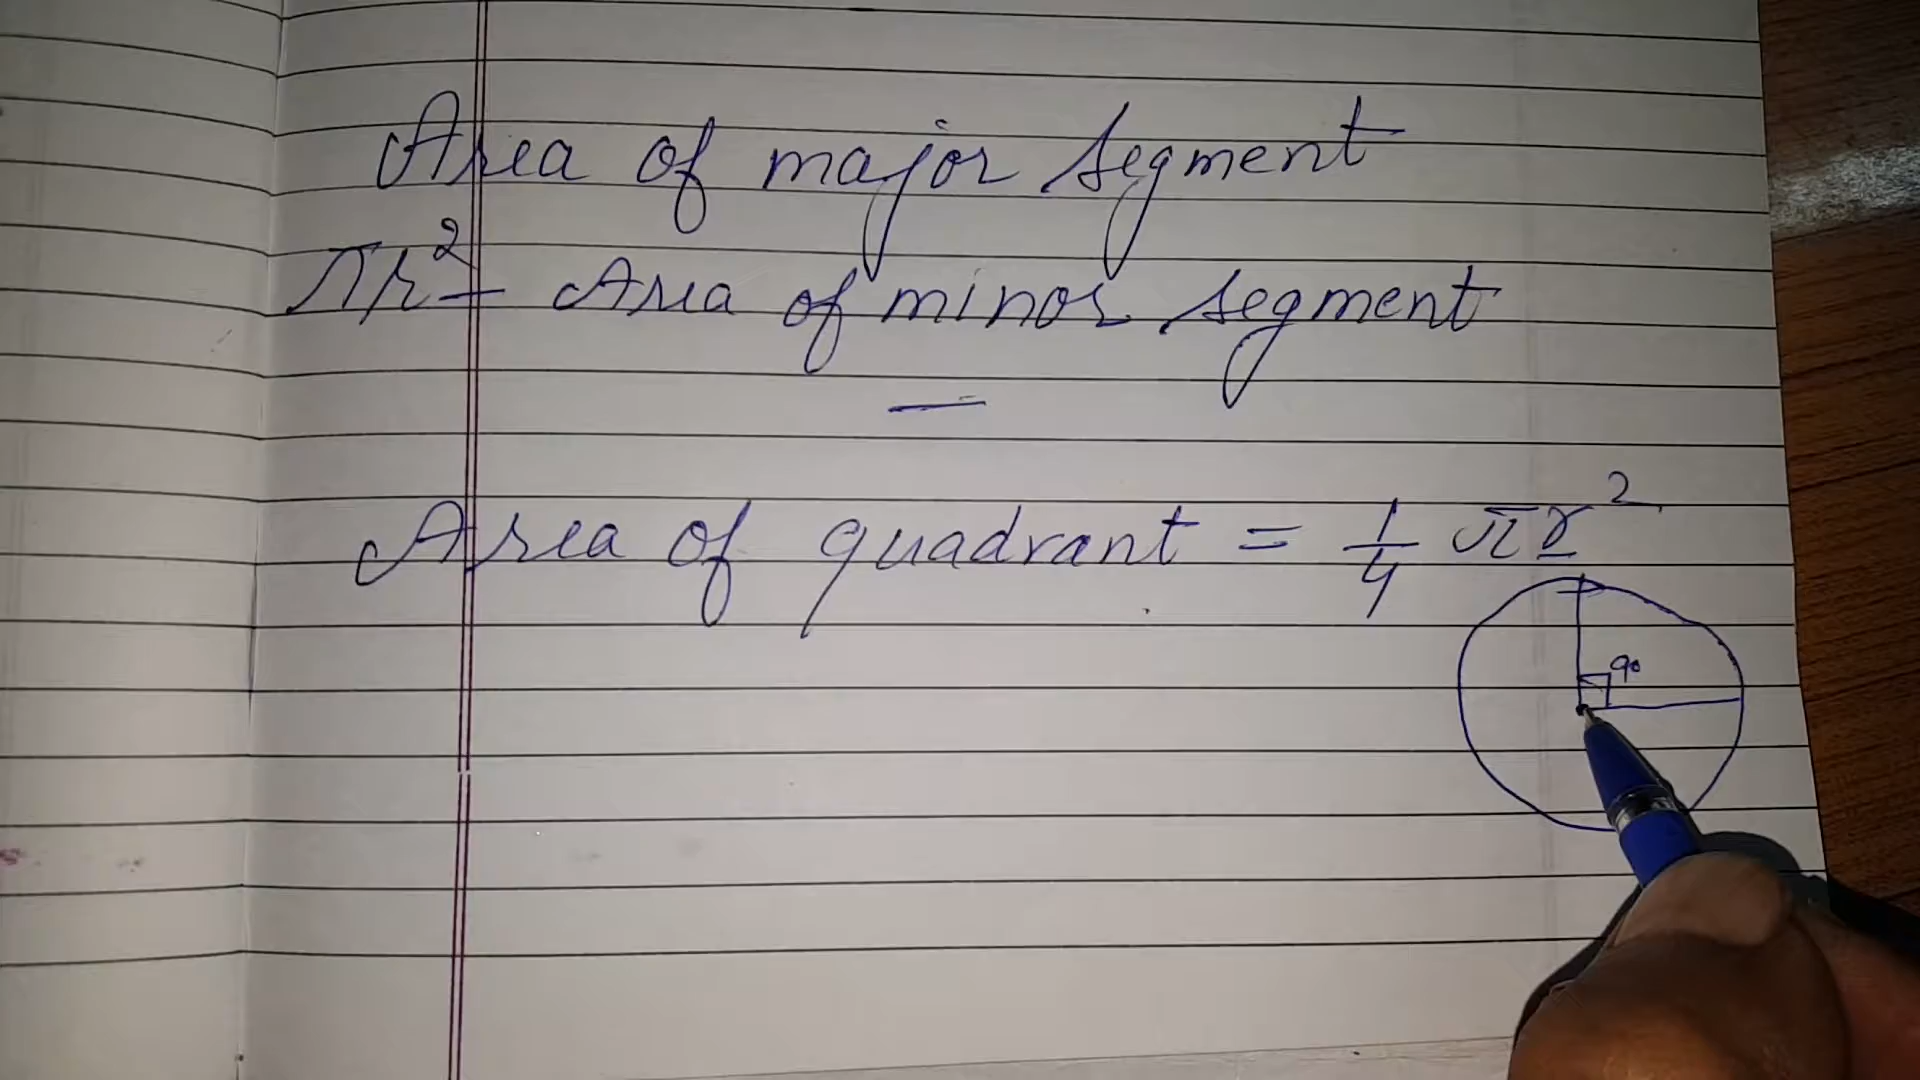 Area of major segment
πr² - Area of minor segment
Area of quadrant = 1/4 πr²
90